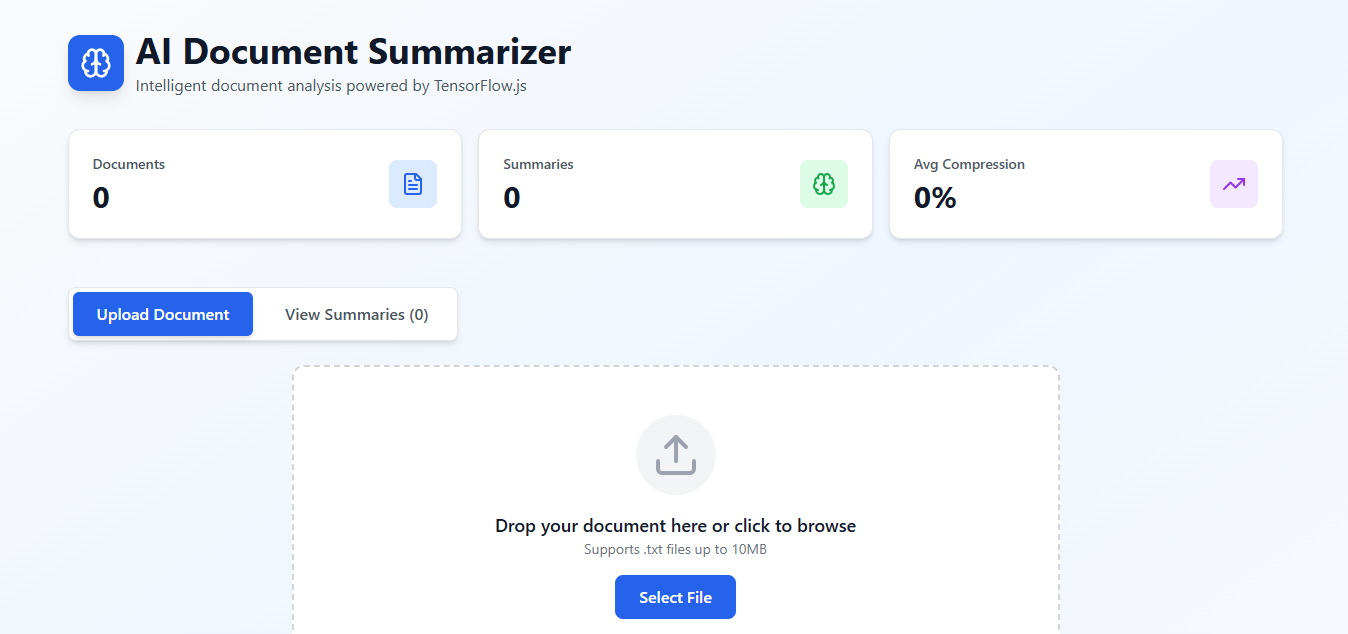 AI Document Summarizer
Intelligent document analysis powered by TensorFlow.js
Documents
0
Summaries
0
Avg Compression
0%
Upload Document
View Summaries (0)
Drop your document here or click to browse
Supports .txt files up to 10MB
Select File